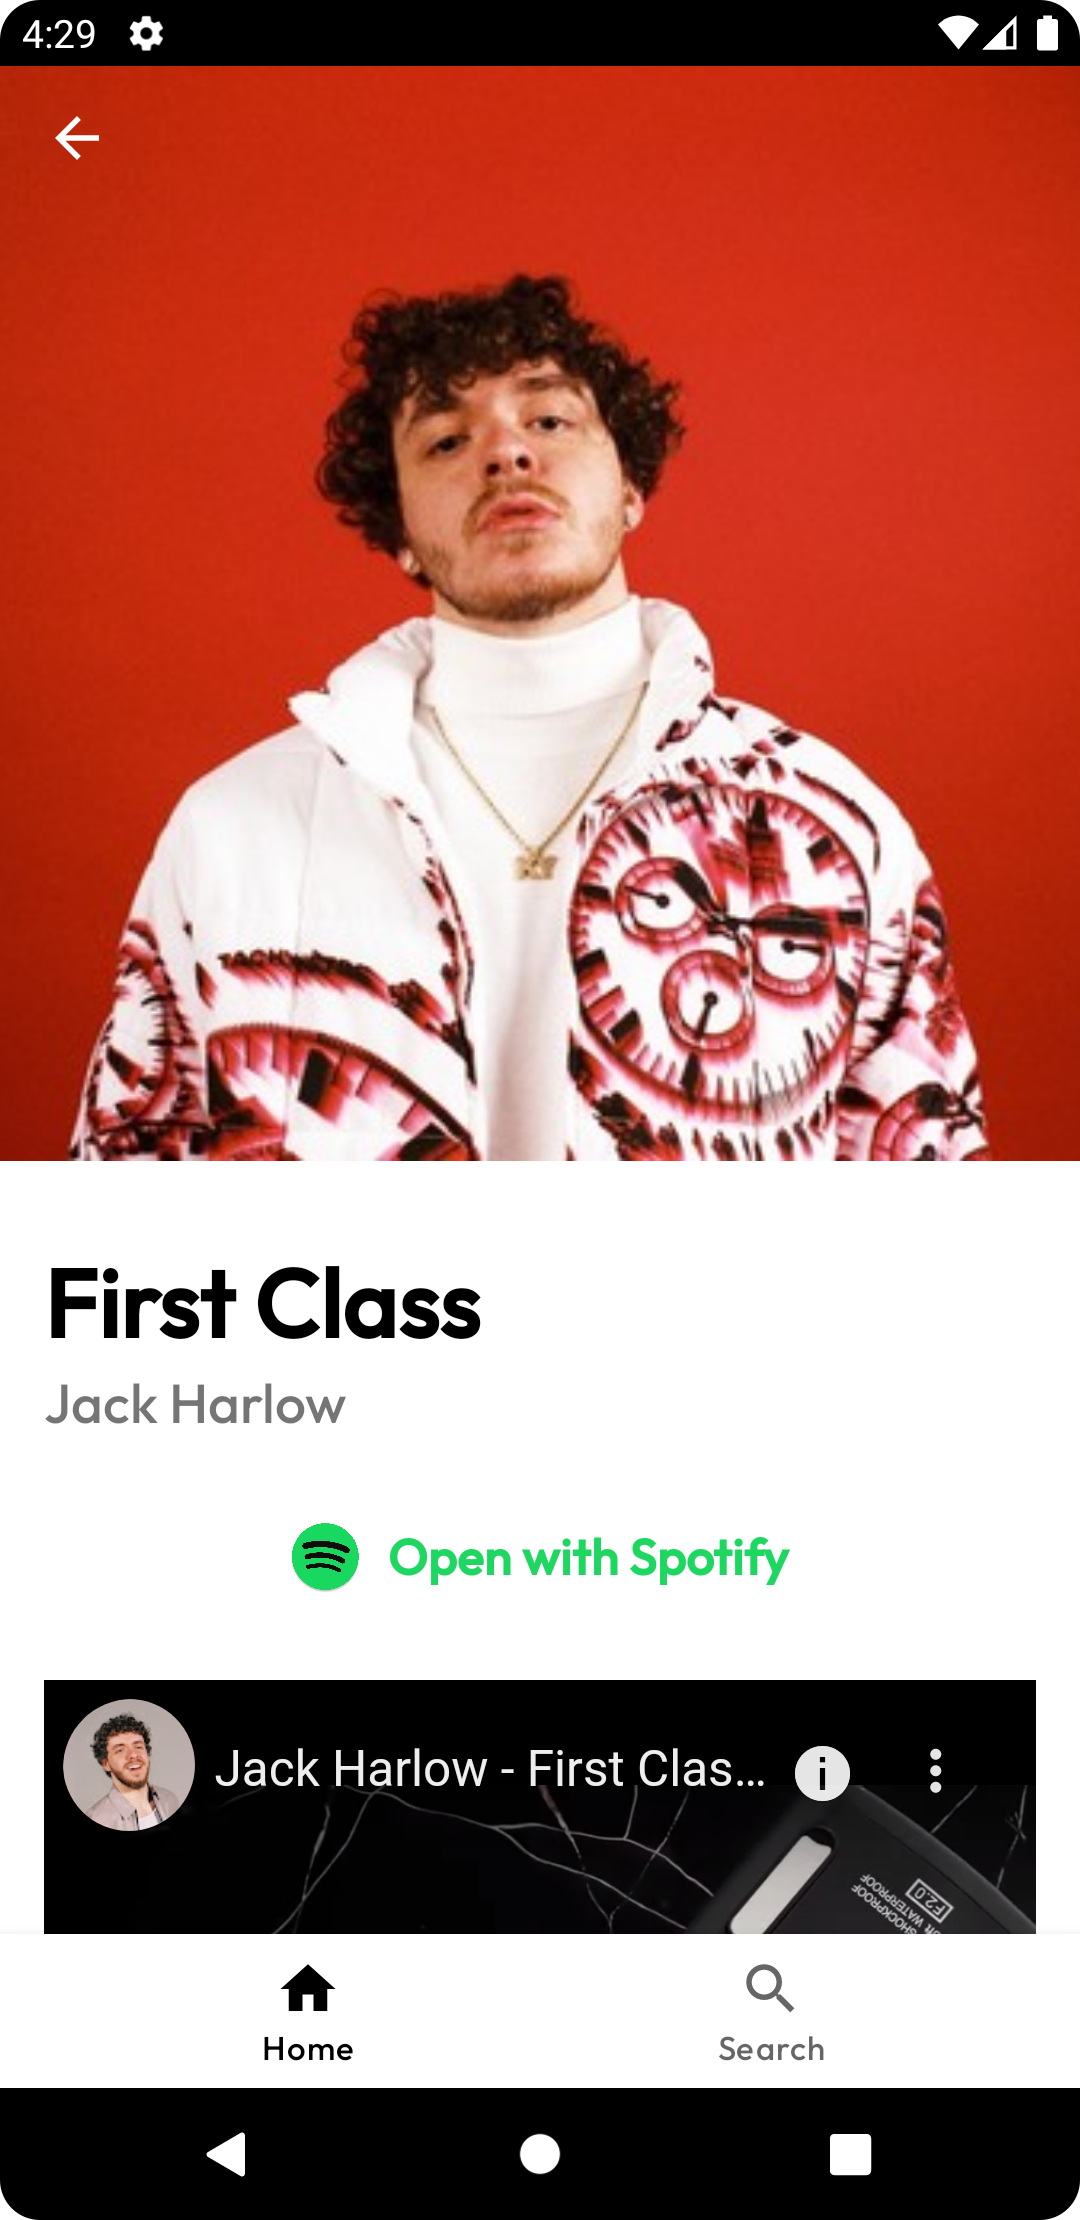 4:29
First Class
Jack Harlow
Open with Spotify
Jack Harlow - First Clas...
F2.0
SHOCKPROOF
WATERPROOF
Home
Search